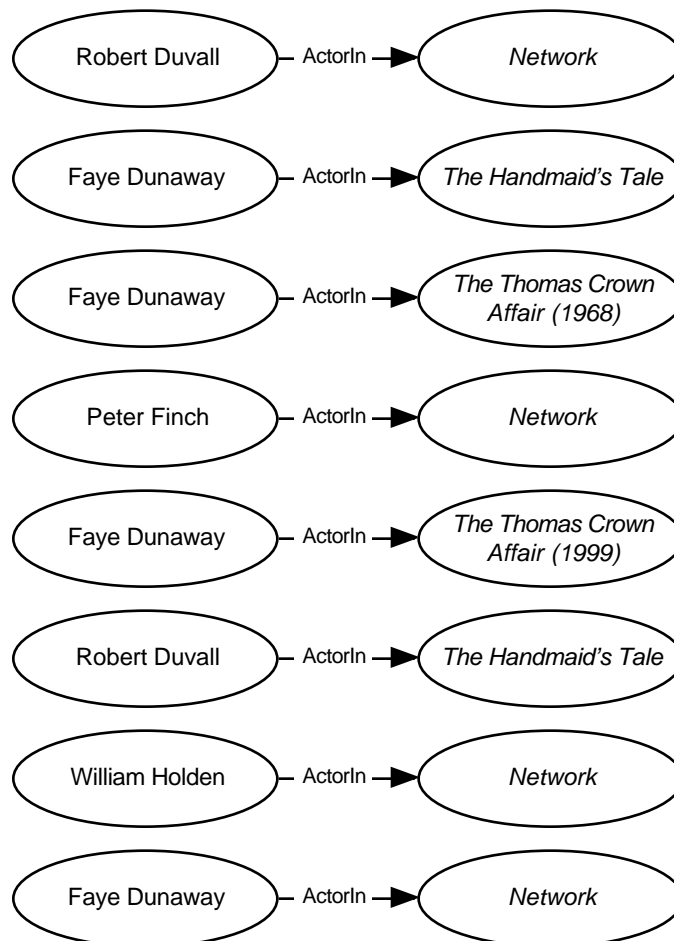 Robert Duvall ActorIn Network
Faye Dunaway ActorIn The Handmaid's Tale
Faye Dunaway ActorIn The Thomas Crown
Affair (1968)
Peter Finch ActorIn Network
Faye Dunaway ActorIn The Thomas Crown
Affair (1999)
Robert Duvall ActorIn The Handmaid's Tale
William Holden ActorIn Network
Faye Dunaway ActorIn Network